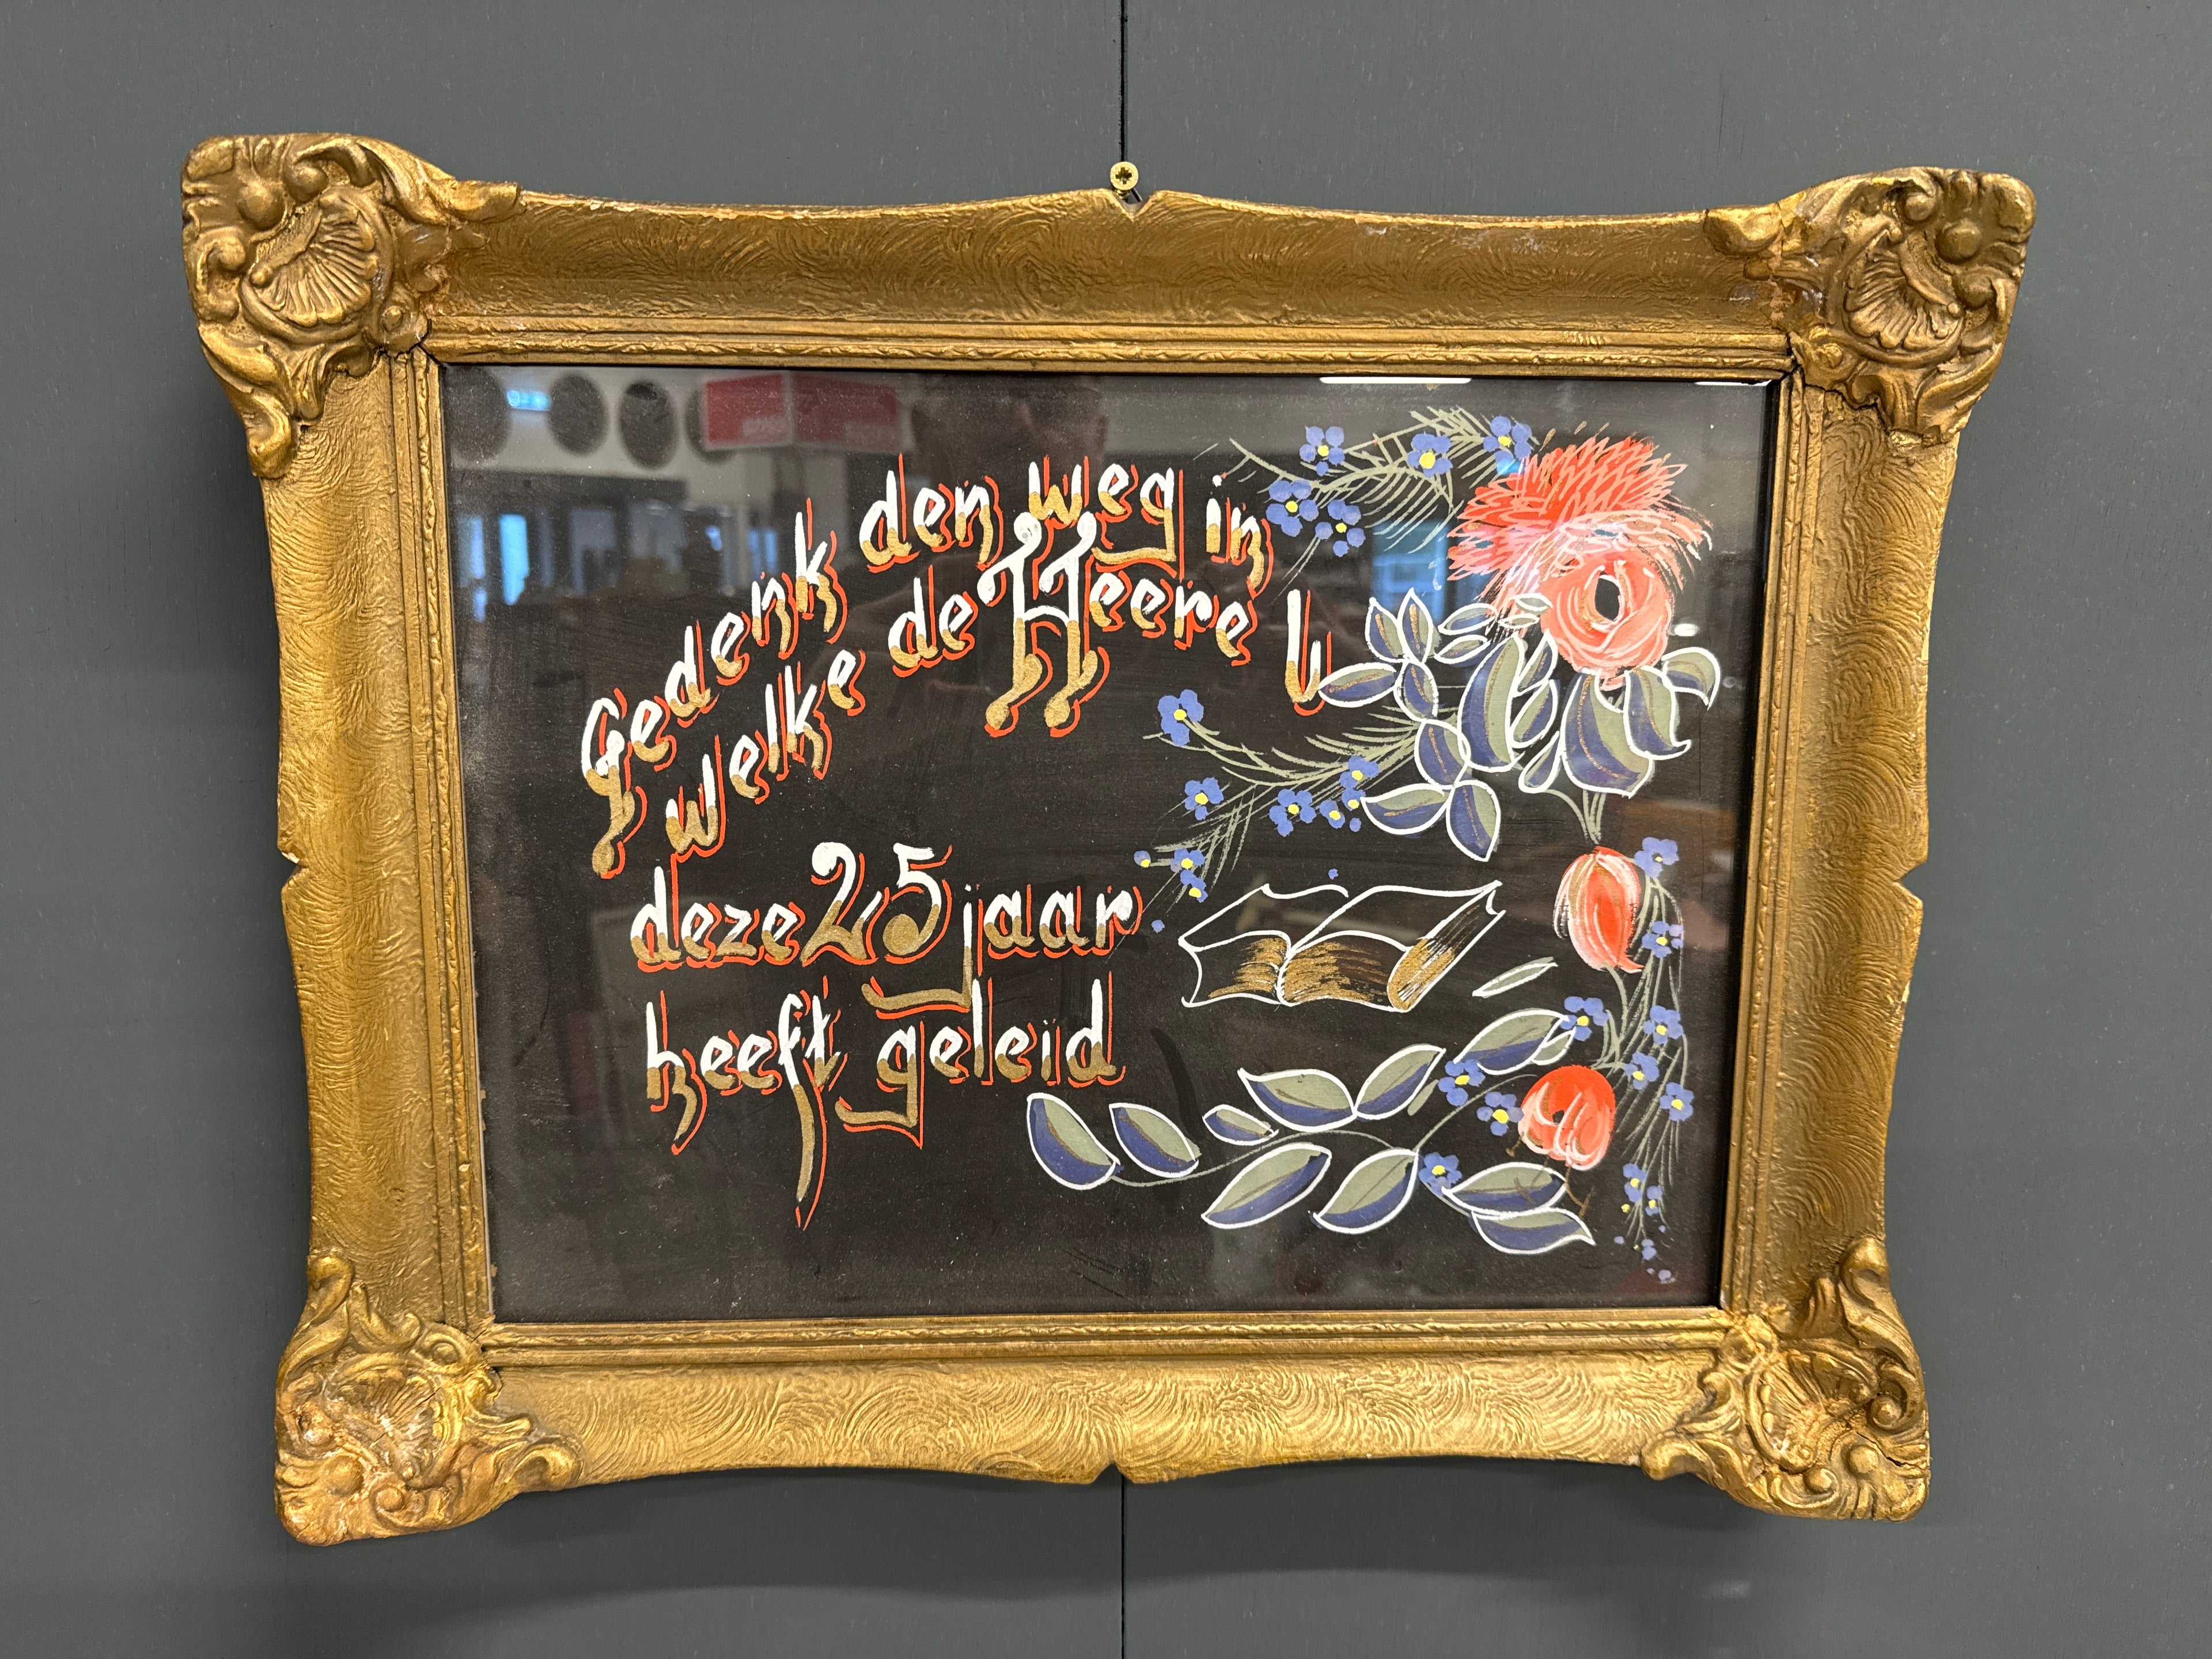 Gedenk den weg in
welke de Heere U
deze 25 jaar
heeft geleid